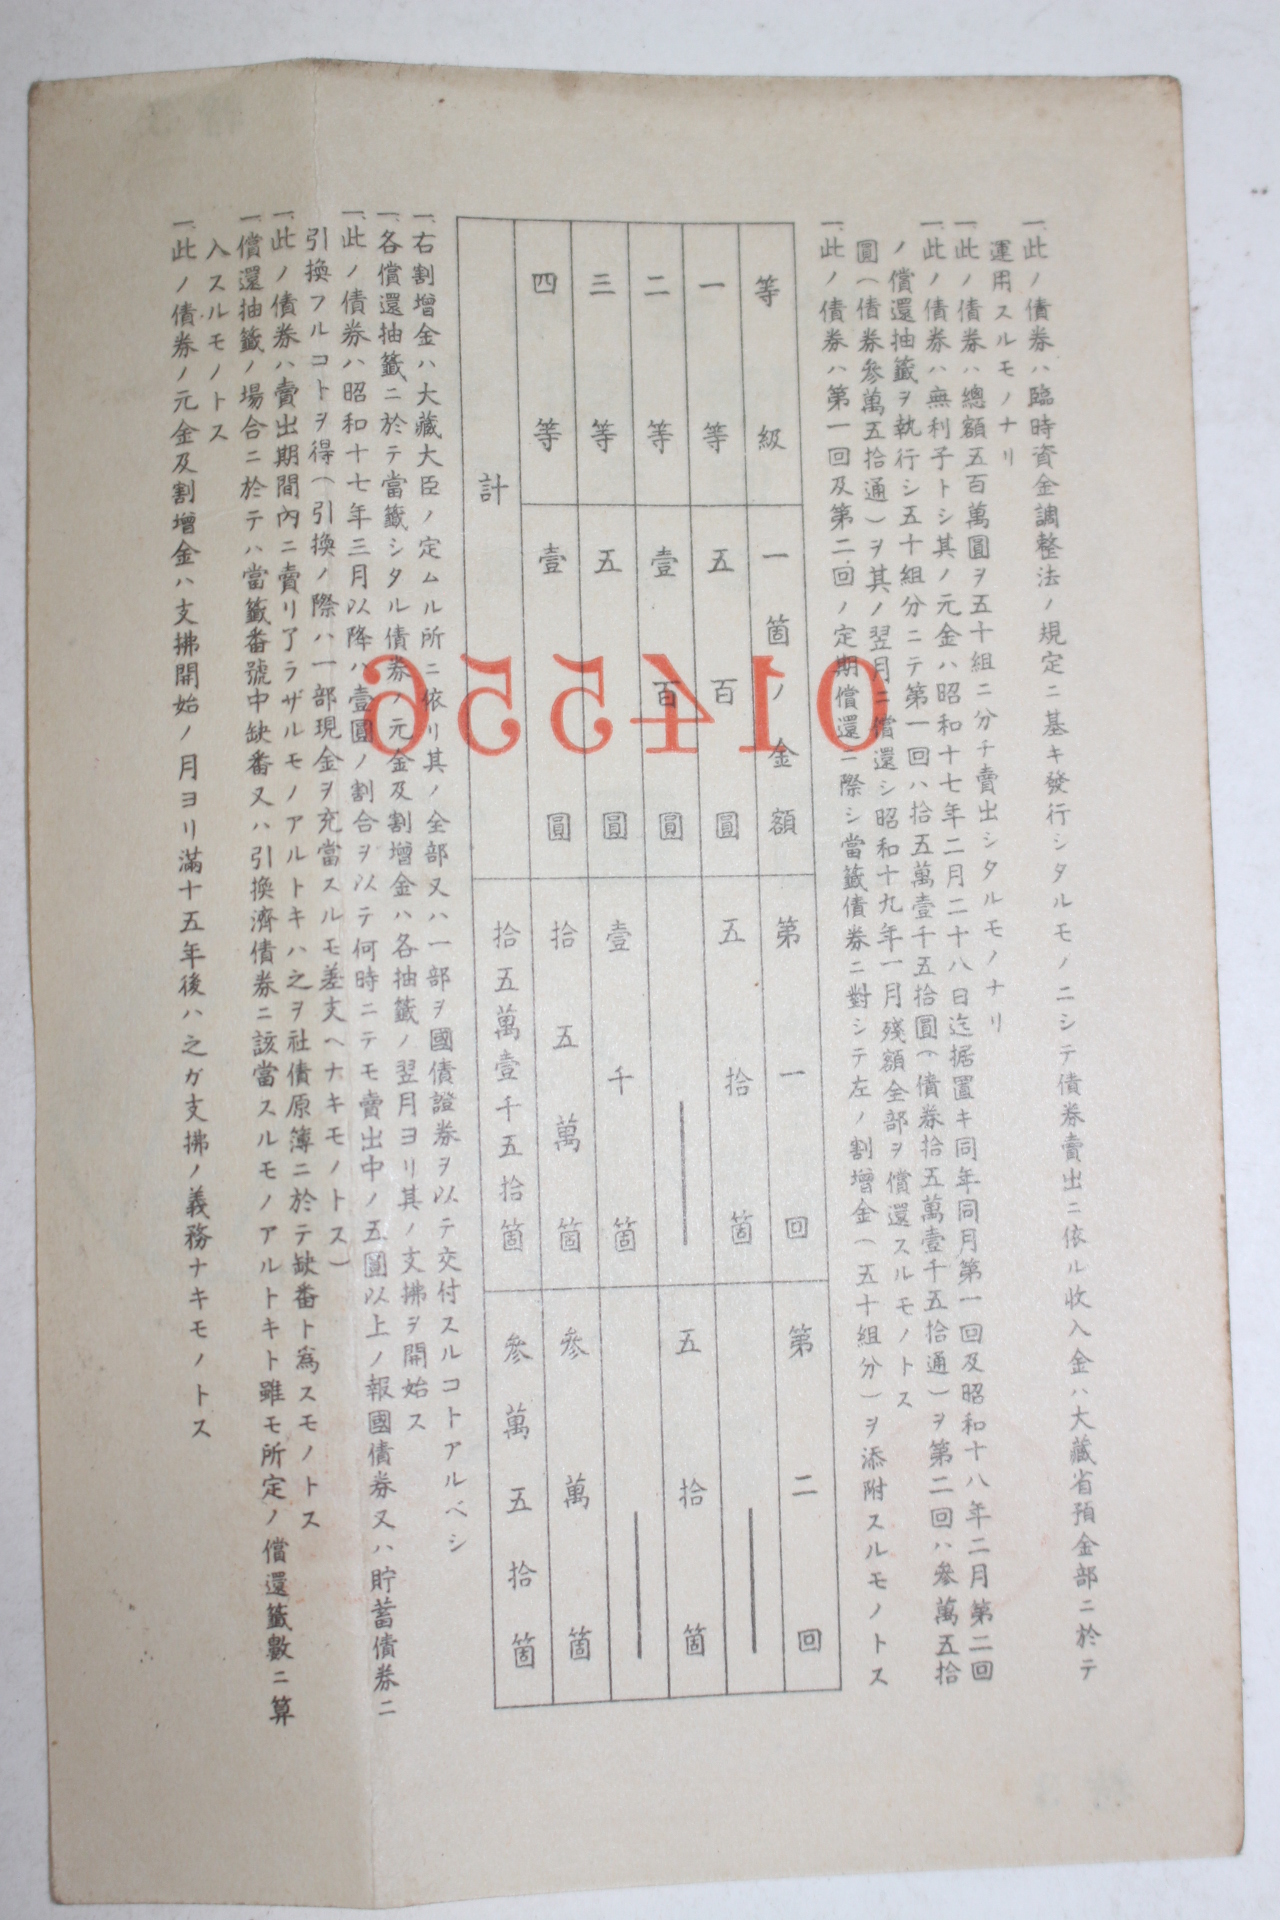 一、此ノ債券ハ臨時資金調整法ノ規定ニ基キ發行シタルモノニシテ債券賣出ニ依ル收入金ハ大藏省預金部ニ於テ
運用スルモノナリ
一、此ノ債券ハ總額五百萬圓ヲ五十組ニ分チ賣出シタルモノナリ
一、此ノ債券ハ無利子トシ其ノ元金ハ昭和十七年二月二十八日迄据置キ同年同月第一回及昭和十八年二月第二回
ノ償還抽籤ヲ執行シ五十組分ニテ第一回ハ拾五萬壹千五拾圓(債券拾五萬壹千五拾通)ヲ第二回ハ參萬五拾
圓(債券參萬五拾通)ヲ其ノ翌月ニ償還シ昭和十九年一月殘額全部ヲ償還スルモノトス
一、此ノ債券ハ第一回及第二回ノ定期償還ニ際シ當籤債券ニ對シテ左ノ割增金(五十組分)ヲ添附スルモノトス
等級 一箇ノ金額 第一回 第二回
一等 五百圓 五拾箇 ―
二等 壹百圓 ― 五拾箇
三等 五圓 壹千箇 ―
四等 壹圓 拾五萬箇 參萬箇
計 拾五萬壹千五拾箇 參萬五拾箇
一、右割增金ハ大藏大臣ノ定ムル所ニ依リ其ノ全部又ハ一部ヲ國債證券ヲ以テ交付スルコトアルベシ
一、各償還抽籤ニ於テ當籤シタル債券ノ元金及割增金ハ各抽籤ノ翌月ヨリ其ノ支拂ヲ開始ス
一、此ノ債券ハ昭和十七年三月以降ハ壹圓ノ割合ヲ以テ何時ニテモ賣出中ノ五圓以上ノ報國債券又ハ貯蓄債券ニ
引換フルコトヲ得(引換ノ際ハ一部現金ヲ充當スルモ差支ヘナキモノトス)
一、此ノ債券ハ賣出期間內ニ賣リ了ラザルモノアルトキハ之ヲ社債原簿ニ於テ缺番ト爲スモノトス
一、償還抽籤ノ場合ニ於テハ當籤番號中缺番又ハ引換濟債券ニ該當スルモノアルトキト雖モ所定ノ償還籤數ニ算
入スルモノトス
一、此ノ債券ノ元金及割增金ハ支拂開始ノ月ヨリ滿十五年後ハ之ガ支拂ノ義務ナキモノトス
014556